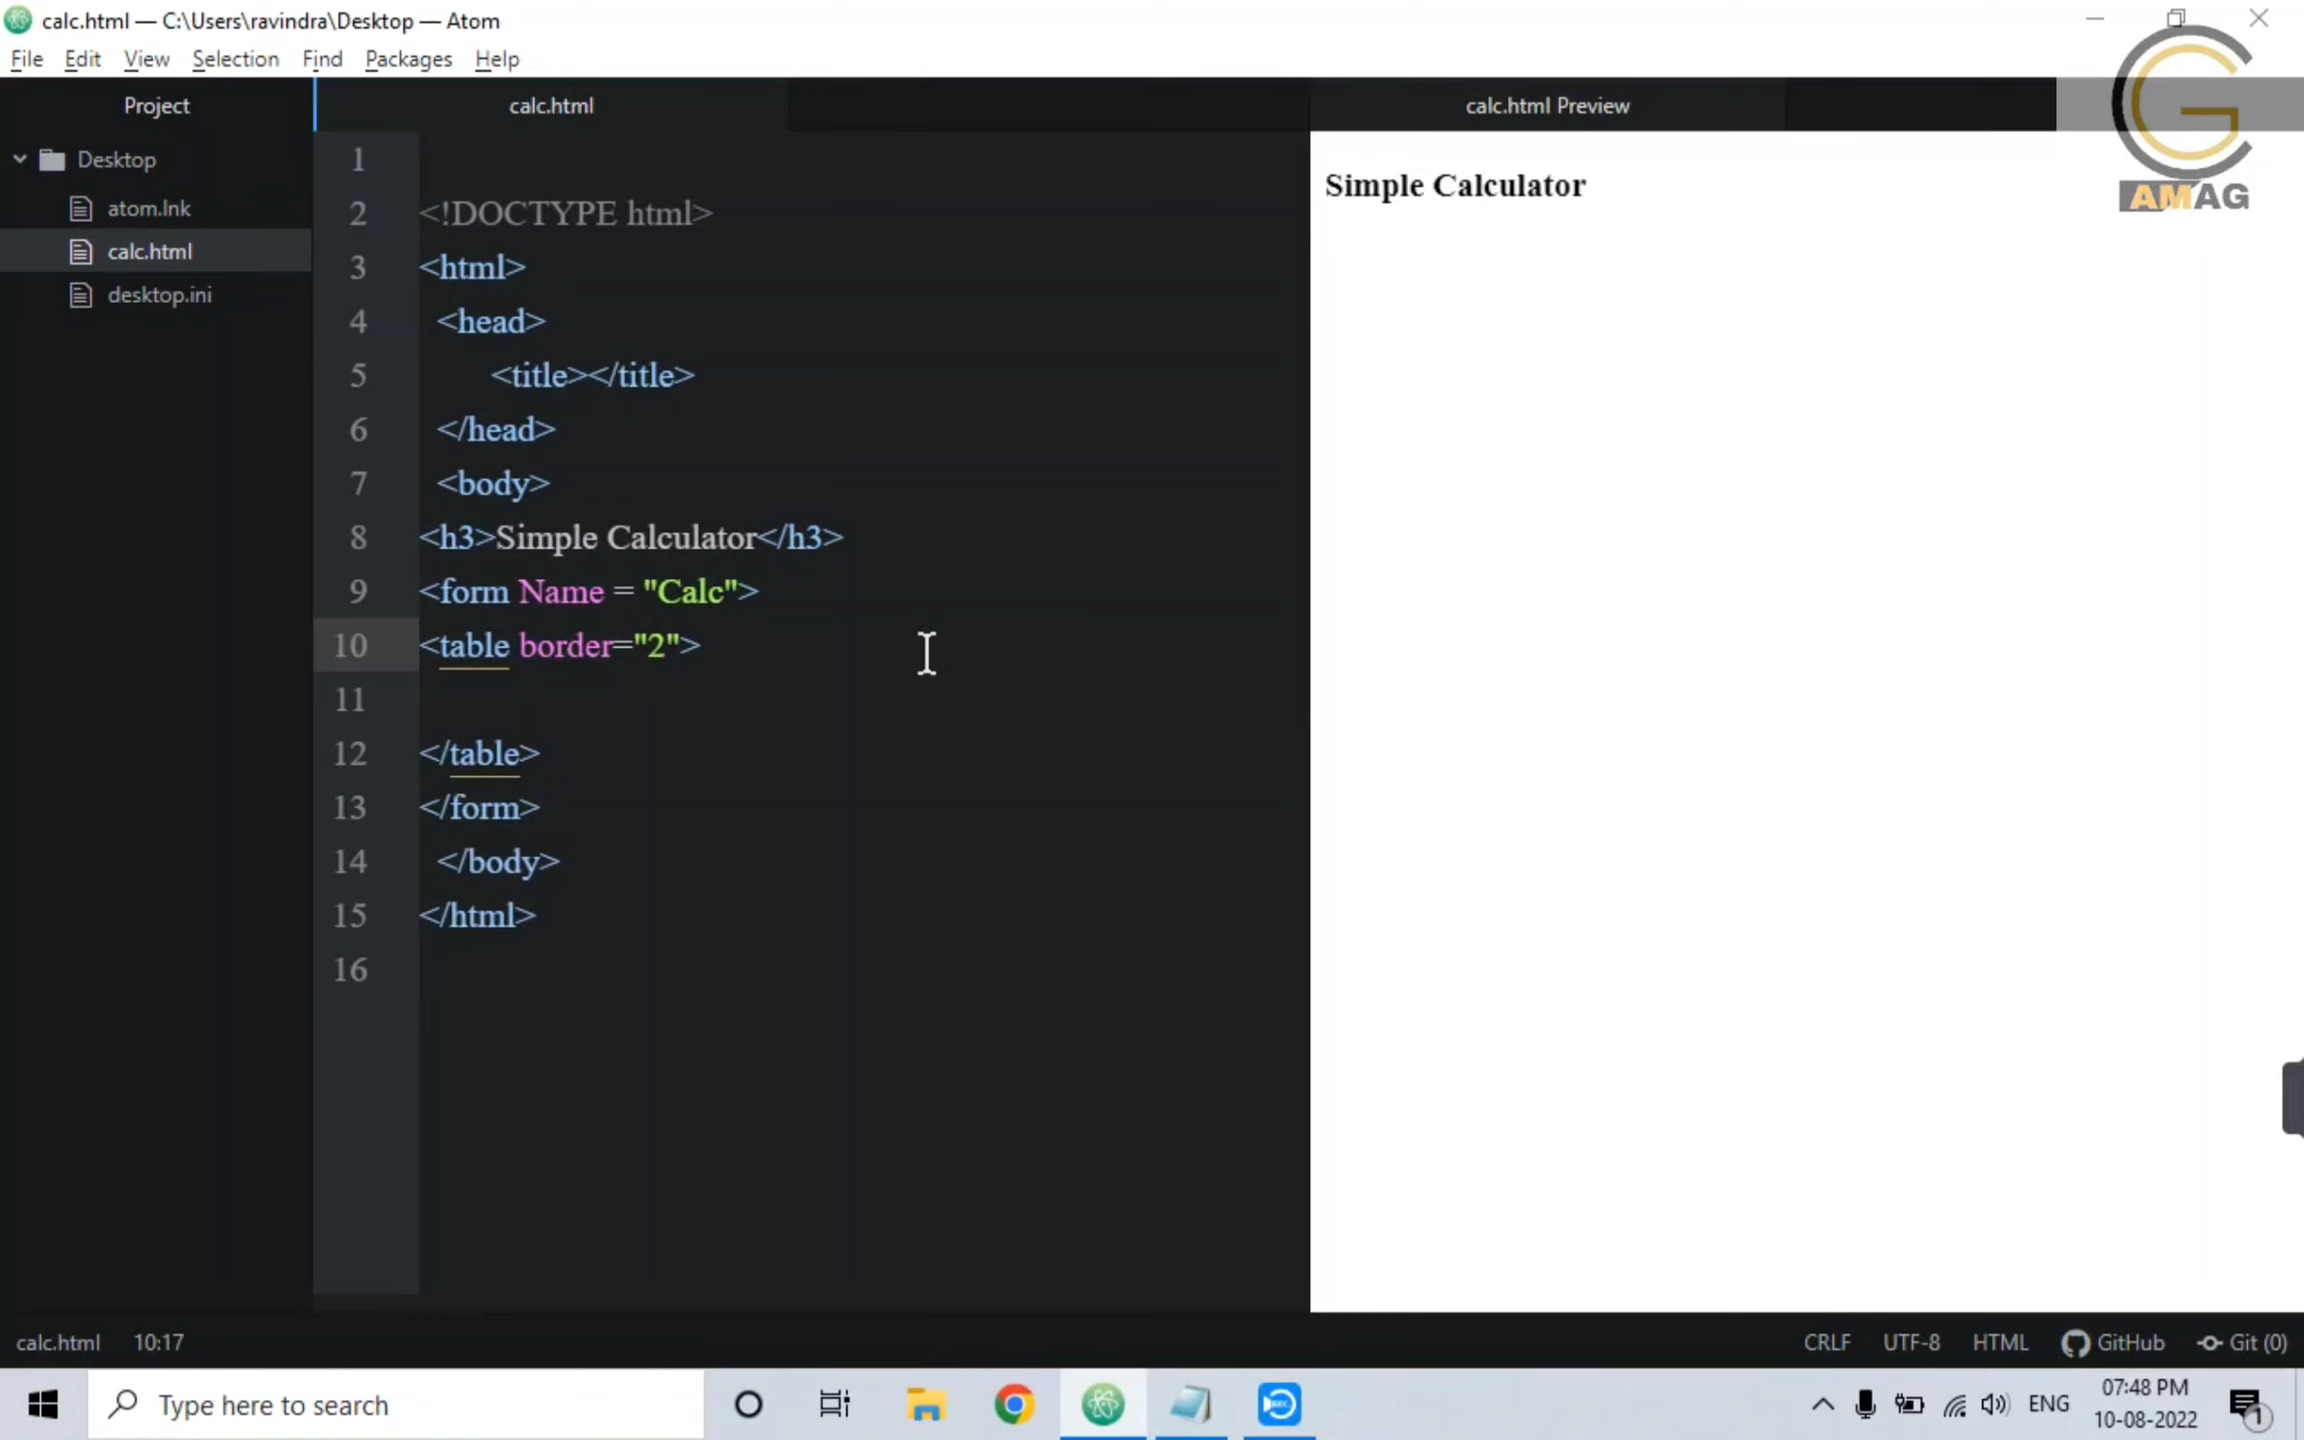 calc.html — C:\Users\ravindra\Desktop — Atom
File Edit View Selection Find Packages Help
Project
calc.html
calc.html Preview
Desktop
atom.lnk
calc.html
desktop.ini
1
2 <!DOCTYPE html>
3 <html>
4 <head>
5 <title></title>
6 </head>
7 <body>
8 <h3>Simple Calculator</h3>
9 <form Name = "Calc">
10 <table border="2">
11
12 </table>
13 </form>
14 </body>
15 </html>
16
Simple Calculator
AMAG
calc.html 10:17
CRLF UTF-8 HTML GitHub Git (0)
Type here to search
REC
ENG
07:48 PM
10-08-2022
1